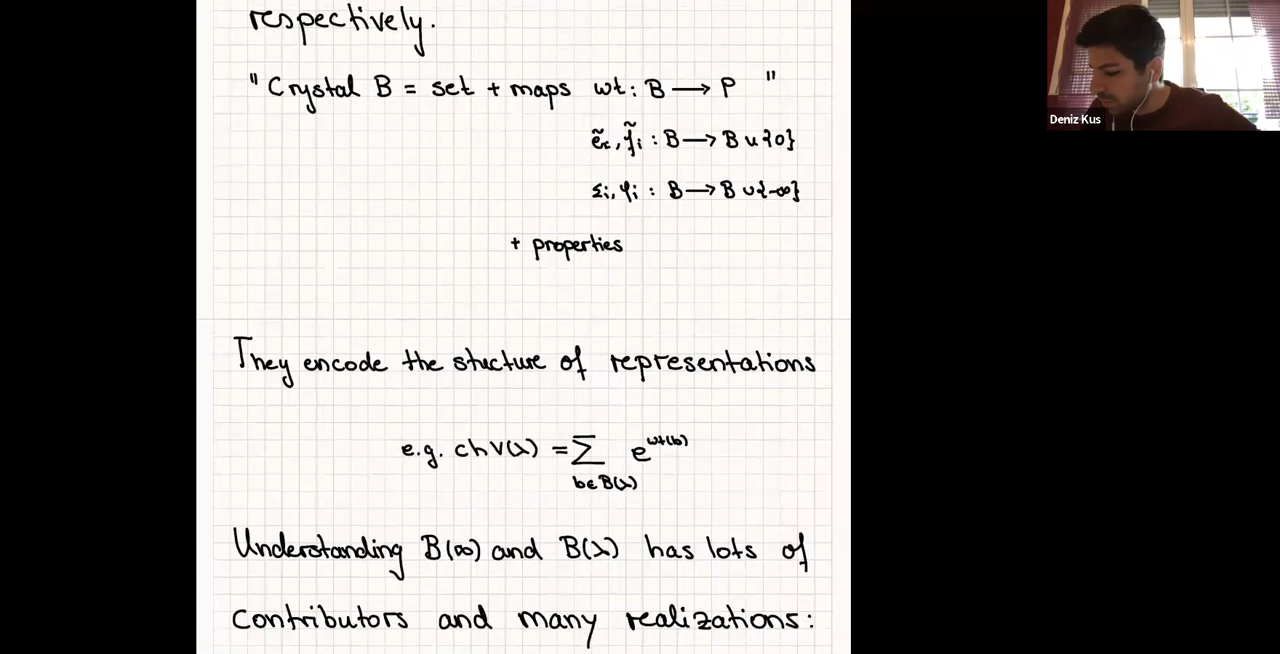 respectively.
"Crystal B = set + maps wt: B → P "
ẽᵢ, f̃ᵢ : B → B ∪ {0}
εᵢ, φᵢ : B → B ∪ {-∞}
+ properties
They encode the stucture of representations
e.g. ch V(λ) = Σ_{b∈B(λ)} e^{wt(b)}
Understanding B(∞) and B(λ) has lots of
contributors and many realizations:
Deniz Kus